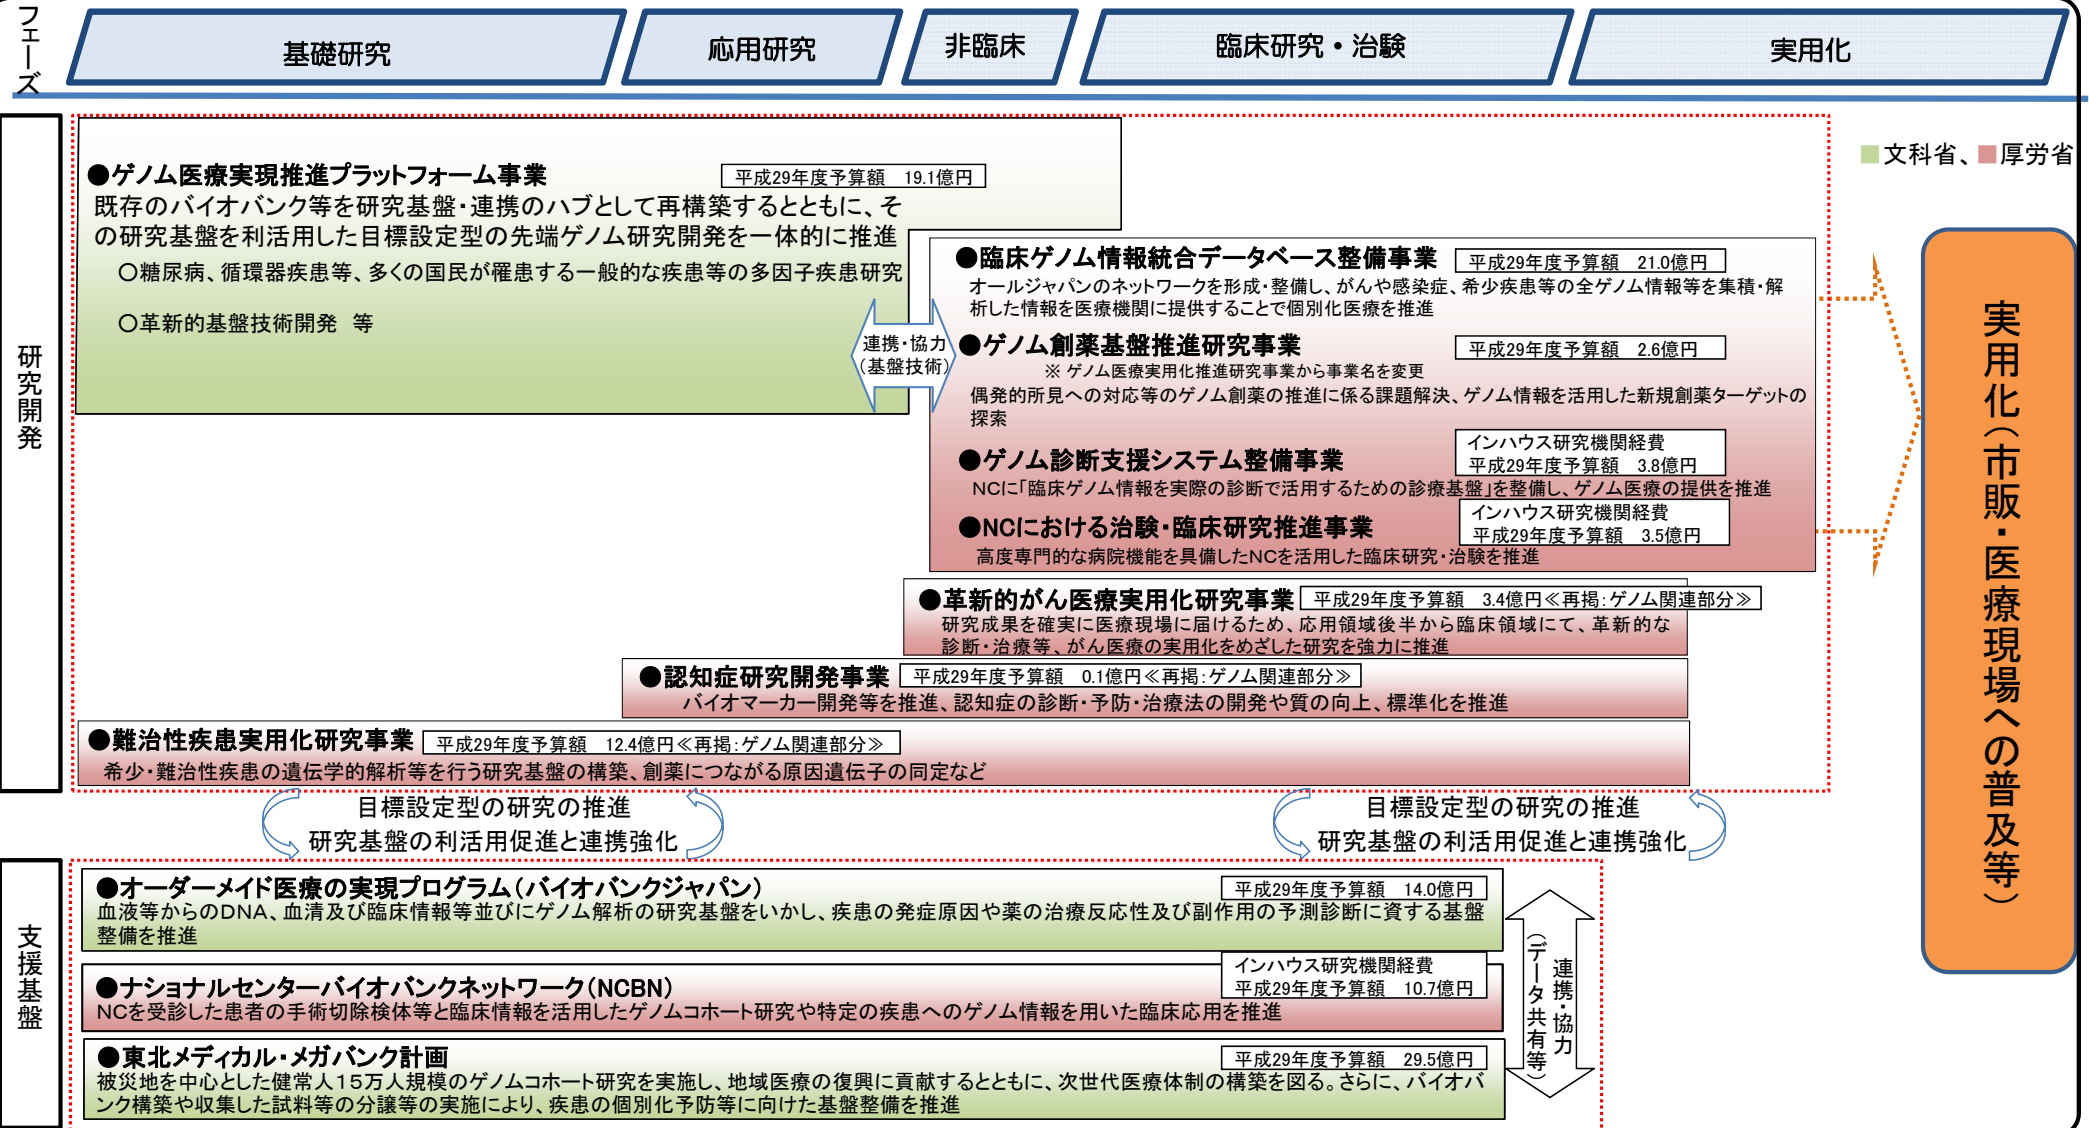 フェーズ
基礎研究
応用研究
非臨床
臨床研究・治験
実用化
研究開発
■文科省、■厚労省
●ゲノム医療実現推進プラットフォーム事業
平成29年度予算額　19.1億円
既存のバイオバンク等を研究基盤・連携のハブとして再構築するとともに、そ
の研究基盤を利活用した目標設定型の先端ゲノム研究開発を一体的に推進
○糖尿病、循環器疾患等、多くの国民が罹患する一般的な疾患等の多因子疾患研究
○革新的基盤技術開発　等
連携・協力
(基盤技術)
●臨床ゲノム情報統合データベース整備事業
平成29年度予算額　21.0億円
オールジャパンのネットワークを形成・整備し、がんや感染症、希少疾患等の全ゲノム情報等を集積・解
析した情報を医療機関に提供することで個別化医療を推進
●ゲノム創薬基盤推進研究事業
平成29年度予算額　2.6億円
※ ゲノム医療実用化推進研究事業から事業名を変更
偶発的所見への対応等のゲノム創薬の推進に係る課題解決、ゲノム情報を活用した新規創薬ターゲットの
探索
●ゲノム診断支援システム整備事業
インハウス研究機関経費
平成29年度予算額　3.8億円
NCに「臨床ゲノム情報を実際の診断で活用するための診療基盤」を整備し、ゲノム医療の提供を推進
●NCにおける治験・臨床研究推進事業
インハウス研究機関経費
平成29年度予算額　3.5億円
高度専門的な病院機能を具備したNCを活用した臨床研究・治験を推進
●革新的がん医療実用化研究事業
平成29年度予算額　3.4億円≪再掲：ゲノム関連部分≫
研究成果を確実に医療現場に届けるため、応用領域後半から臨床領域にて、革新的な
診断・治療等、がん医療の実用化をめざした研究を強力に推進
●認知症研究開発事業
平成29年度予算額　0.1億円≪再掲：ゲノム関連部分≫
バイオマーカー開発等を推進、認知症の診断・予防・治療法の開発や質の向上、標準化を推進
●難治性疾患実用化研究事業
平成29年度予算額　12.4億円≪再掲：ゲノム関連部分≫
希少・難治性疾患の遺伝学的解析等を行う研究基盤の構築、創薬につながる原因遺伝子の同定など
実用化（市販・医療現場への普及等）
目標設定型の研究の推進
研究基盤の利活用促進と連携強化
目標設定型の研究の推進
研究基盤の利活用促進と連携強化
支援基盤
●オーダーメイド医療の実現プログラム（バイオバンクジャパン）
平成29年度予算額　14.0億円
血液等からのDNA、血清及び臨床情報等並びにゲノム解析の研究基盤をいかし、疾患の発症原因や薬の治療反応性及び副作用の予測診断に資する基盤
整備を推進
●ナショナルセンターバイオバンクネットワーク（NCBN）
インハウス研究機関経費
平成29年度予算額　10.7億円
NCを受診した患者の手術切除検体等と臨床情報を活用したゲノムコホート研究や特定の疾患へのゲノム情報を用いた臨床応用を推進
●東北メディカル・メガバンク計画
平成29年度予算額　29.5億円
被災地を中心とした健常人15万人規模のゲノムコホート研究を実施し、地域医療の復興に貢献するとともに、次世代医療体制の構築を図る。さらに、バイオバ
ンク構築や収集した試料等の分譲等の実施により、疾患の個別化予防等に向けた基盤整備を推進
連携・協力
（データ共有等）